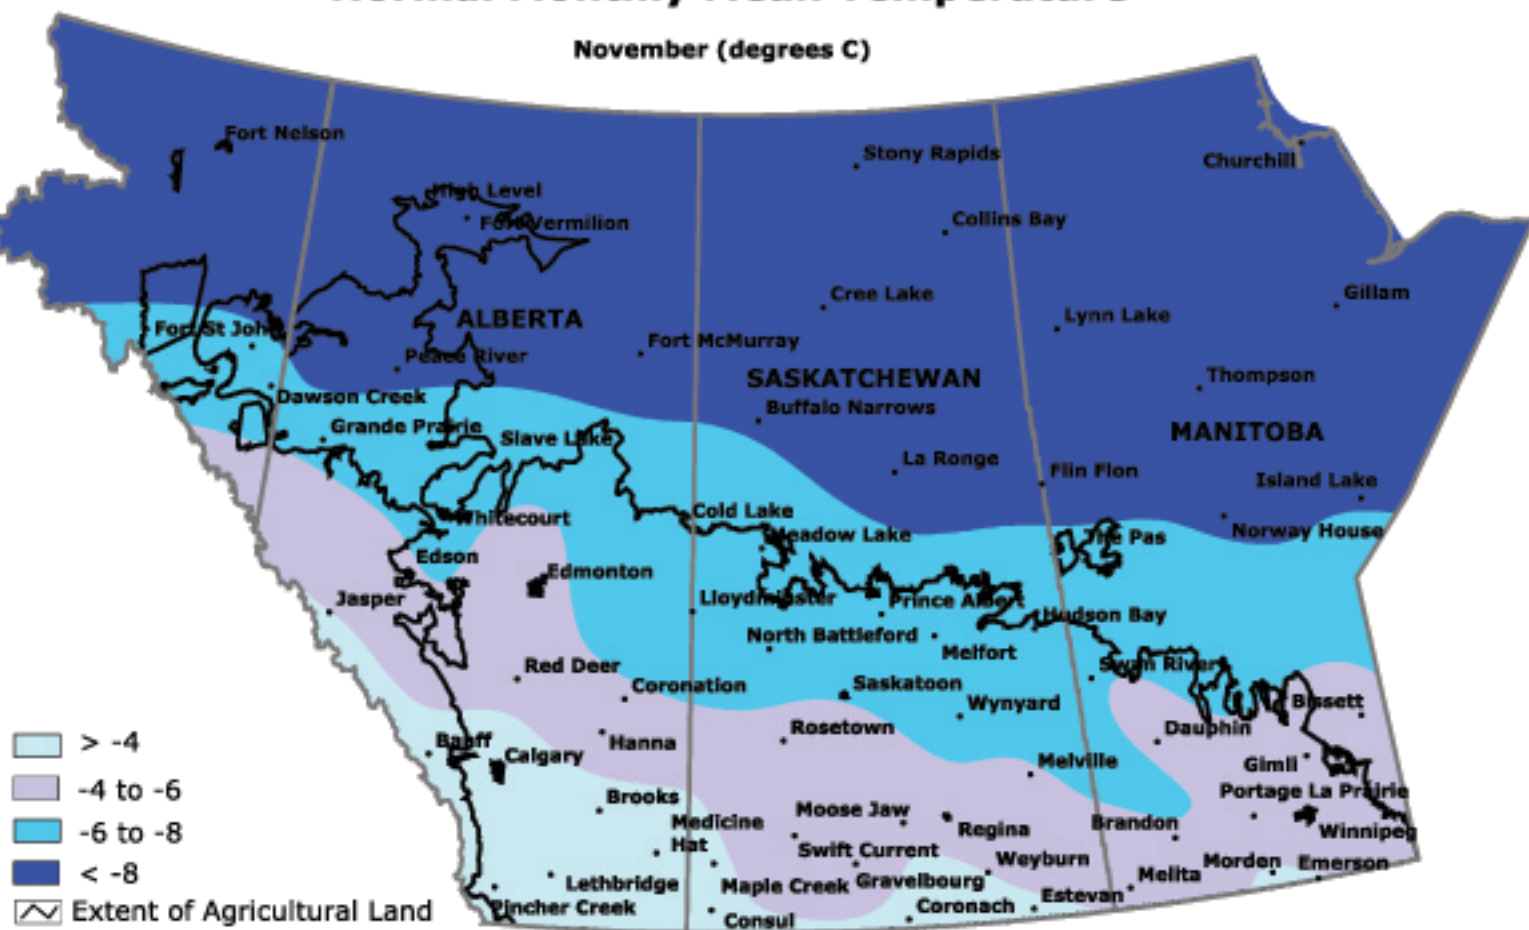 Normal Monthly Mean Temperature
November (degrees C)
Fort Nelson
Stony Rapids
Churchill
High Level
Fort Vermilion
Collins Bay
Cree Lake
Gillam
Lynn Lake
ALBERTA
Fort St John
Fort McMurray
Peace River
SASKATCHEWAN
Thompson
Dawson Creek
Buffalo Narrows
Grande Prairie
Slave Lake
MANITOBA
La Ronge
Flin Flon
Island Lake
Cold Lake
Whitecourt
Meadow Lake
The Pas
Norway House
Edson
Edmonton
Jasper
Lloydminster
Prince Albert
Hudson Bay
North Battleford
Melfort
Red Deer
Swan River
Coronation
Saskatoon
Wynyard
Bissett
Rosetown
Dauphin
Banff
Calgary
Hanna
Melville
Gimli
Brooks
Portage La Prairie
Moose Jaw
Medicine
Hat
Regina
Brandon
Winnipeg
Swift Current
Weyburn
Morden
Emerson
Lethbridge
Maple Creek
Gravelbourg
Melita
Estevan
Pincher Creek
Coronach
Consul
> -4
-4 to -6
-6 to -8
< -8
Extent of Agricultural Land